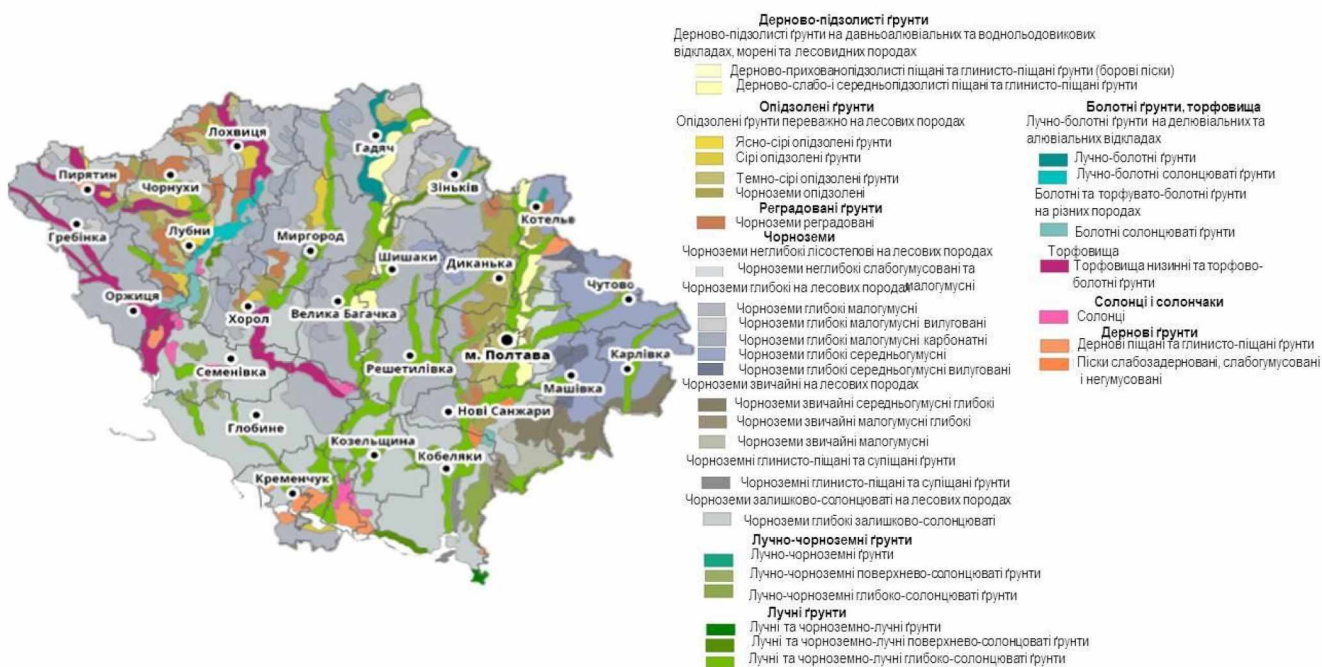 Лохвиця
Гадяч
Пирятин
Чорнухи
Зіньків
Котельв
Гребінка
Лубни
Миргород
Шишаки
Диканька
Чутово
Оржиця
Хорол
Велика Багачка
м. Полтава
Карлівка
Семенівка
Решетилівка
Машівка
Нові Санжари
Глобине
Козельщина
Кобеляки
Кременчук
Дерново-підзолисті ґрунти
Дерново-підзолисті ґрунти на давньоалювіальних та воднольодовикових
відкладах, морені та лесовидних породах
Дерново-прихованопідзолисті піщані та глинисто-піщані ґрунти (борові піски)
Дерново-слабо-і середньопідзолисті піщані та глинисто-піщані ґрунти
Опідзолені ґрунти
Опідзолені ґрунти переважно на лесових породах
Ясно-сірі опідзолені ґрунти
Сірі опідзолені ґрунти
Темно-сірі опідзолені ґрунти
Чорноземи опідзолені
Реградовані ґрунти
Чорноземи реградовані
Чорноземи
Чорноземи неглибокі лісостепові на лесових породах
Чорноземи неглибокі слабогумусовані та
малогумусні
Чорноземи глибокі на лесових породах
Чорноземи глибокі малогумусні
Чорноземи глибокі малогумусні вилуговані
Чорноземи глибокі малогумусні карбонатні
Чорноземи глибокі середньогумусні
Чорноземи глибокі середньогумусні вилуговані
Чорноземи звичайні на лесових породах
Чорноземи звичайні середньогумусні глибокі
Чорноземи звичайні малогумусні глибокі
Чорноземи звичайні малогумусні
Чорноземні глинисто-піщані та супіщані ґрунти
Чорноземні глинисто-піщані та супіщані ґрунти
Чорноземи залишково-солонцюваті на лесових породах
Чорноземи глибокі залишково-солонцюваті
Лучно-чорноземні ґрунти
Лучно-чорноземні ґрунти
Лучно-чорноземні поверхнево-солонцюваті ґрунти
Лучно-чорноземні глибоко-солонцюваті ґрунти
Лучні ґрунти
Лучні та чорноземно-лучні ґрунти
Лучні та чорноземно-лучні поверхнево-солонцоваті ґрунти
Лучні та чорноземно-лучні глибоко-солонцюваті ґрунти
Болотні ґрунти, торфовища
Лучно-болотні ґрунти на делювіальних та
алювіальних відкладах
Лучно-болотні ґрунти
Лучно-болотні солонцюваті ґрунти
Болотні та торфувато-болотні ґрунти
на різних породах
Болотні солонцюваті ґрунти
Торфовища
Торфовища низинні та торфово-
болотні ґрунти
Солонці і солончаки
Солонці
Дернові ґрунти
Дернові піщані та глинисто-піщані ґрунти
Піски слабозадерновані, слабогумусовані
і негумусовані